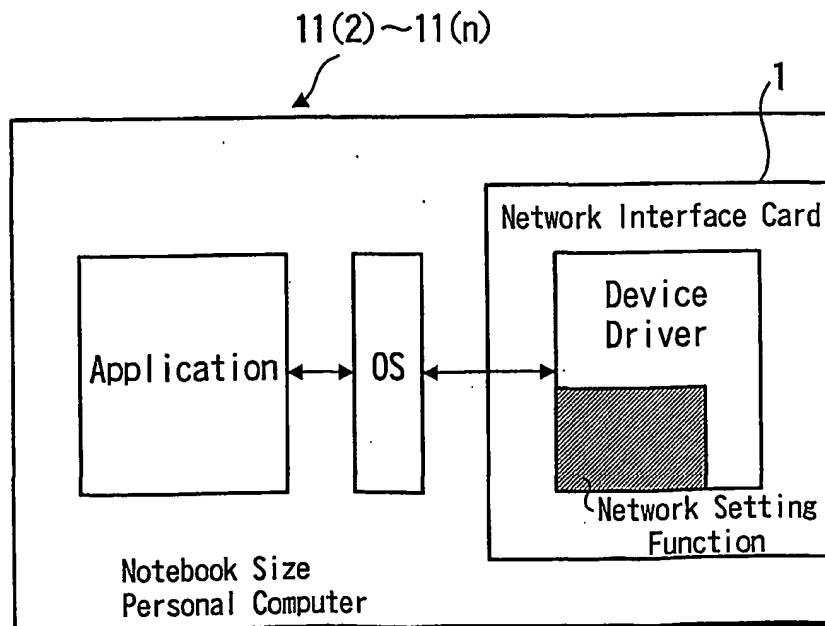 11(2)~11(n)
1
Network Interface Card
Device
Driver
Application
OS
Network Setting
Function
Notebook Size
Personal Computer